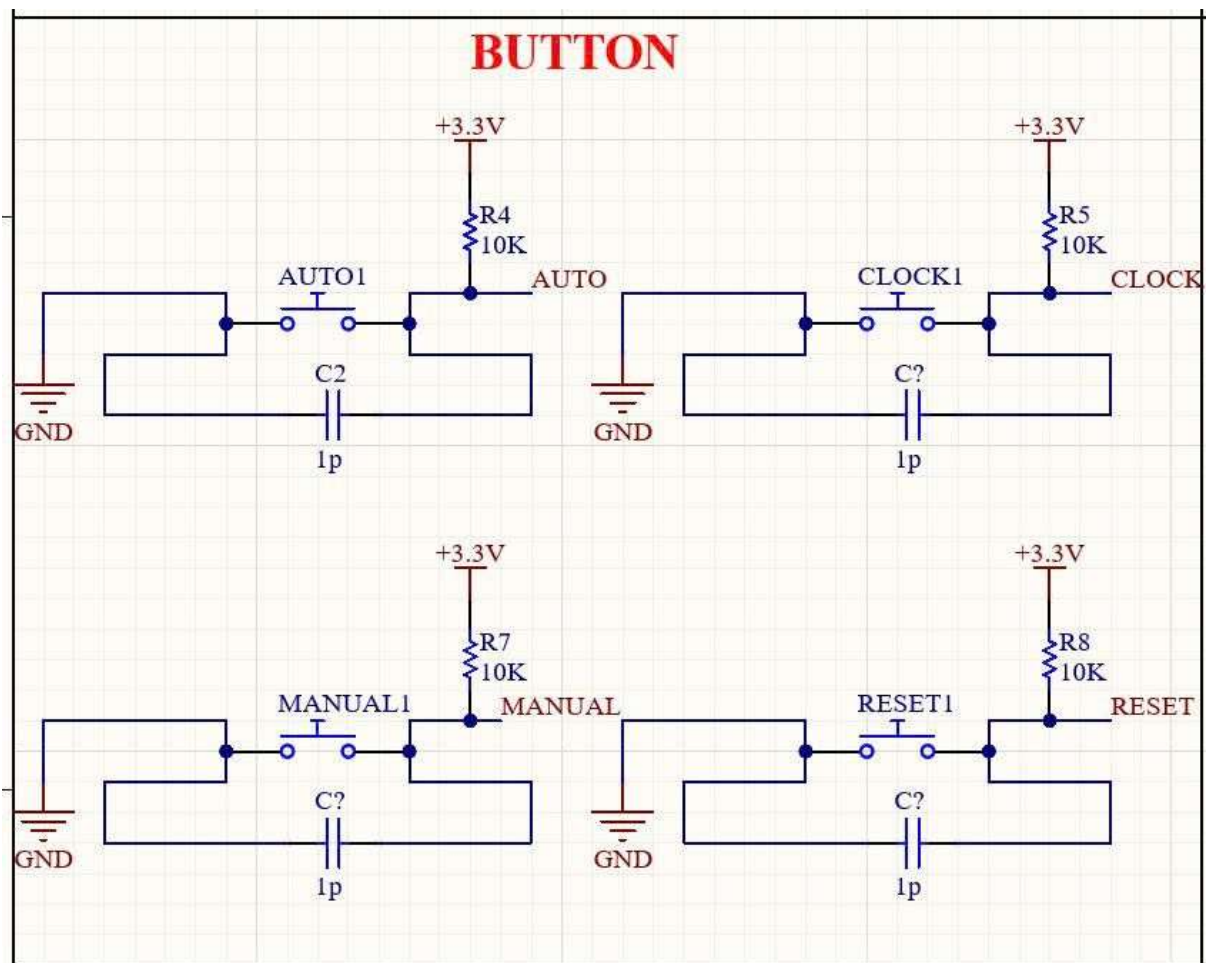 BUTTON
+3.3V
+3.3V
R4
10K
R5
10K
AUTO1
AUTO
CLOCK1
CLOCK
C2
C?
GND
GND
1p
1p
+3.3V
+3.3V
R7
10K
R8
10K
MANUAL1
MANUAL
RESET1
RESET
C?
C?
GND
GND
1p
1p